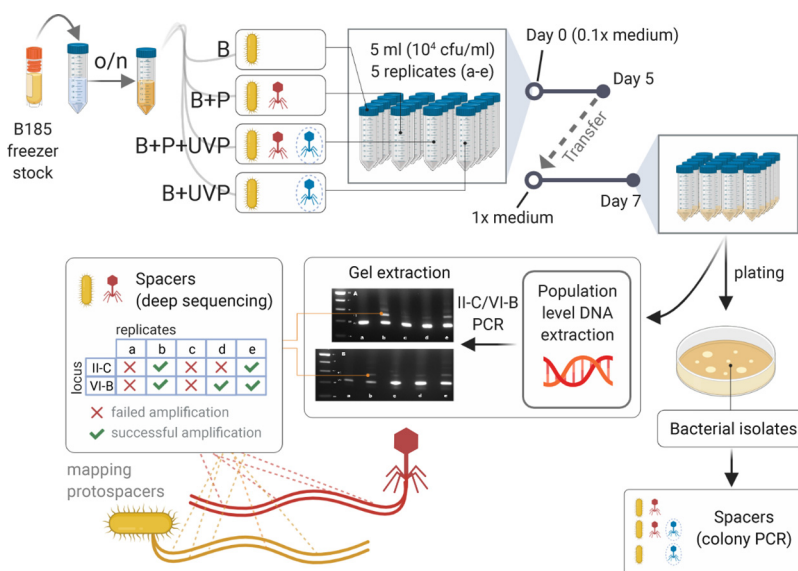 B185
freezer
stock
o/n
B
B+P
B+P+UVP
B+UVP
5 ml (10⁴ cfu/ml)
5 replicates (a-e)
Day 0 (0.1x medium)
Day 5
Transfer
1x medium
Day 7
plating
Bacterial isolates
Spacers
(colony PCR)
Population
level DNA
extraction
II-C/VI-B
PCR
Gel extraction
A
a b c d e
B
a b c d e
Spacers
(deep sequencing)
replicates
a b c d e
locus
II-C
VI-B
failed amplification
successful amplification
mapping
protospacers